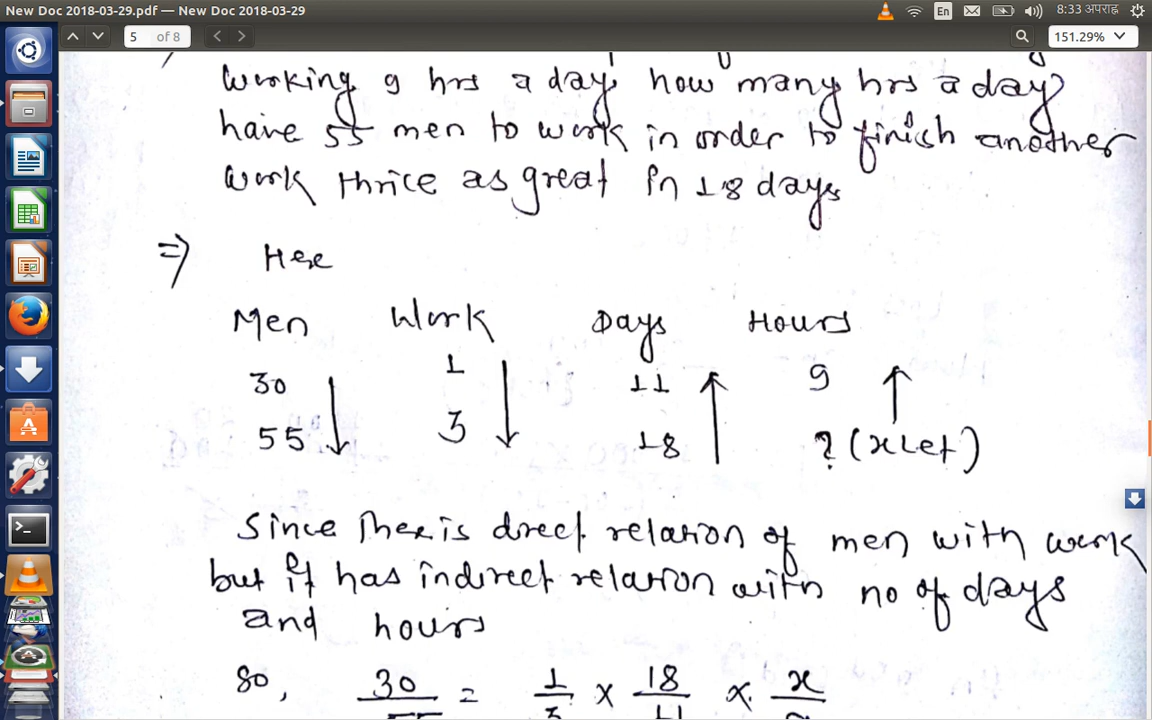 New Doc 2018-03-29.pdf — New Doc 2018-03-29
En
8:33 अपराह्न
5 of 8
151.29%
working 9 hrs a day, how many hrs a day
have 55 men to work in order to finish another
work thrice as great in 18 days
=> Here
Men Work Days Hours
30 1 11 9
55 3 18 ? (x let)
Since there is direct relation of men with work
but it has indirect relation with no of days
and hours
so, 30/55 = 1/3 x 18/11 x x/